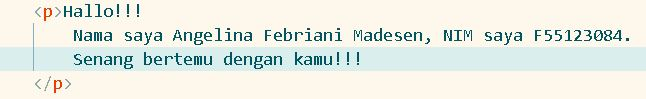 <p>Hallo!!!
Nama saya Angelina Febriani Madesen, NIM saya F55123084.
Senang bertemu dengan kamu!!!
</p>